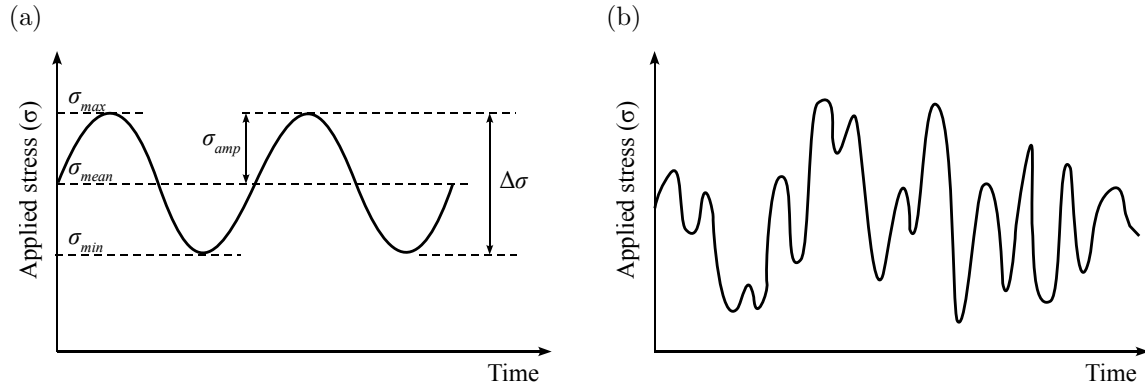 (a)
Applied stress (σ)
σmax
σmean
σmin
σamp
Δσ
Time
(b)
Applied stress (σ)
Time